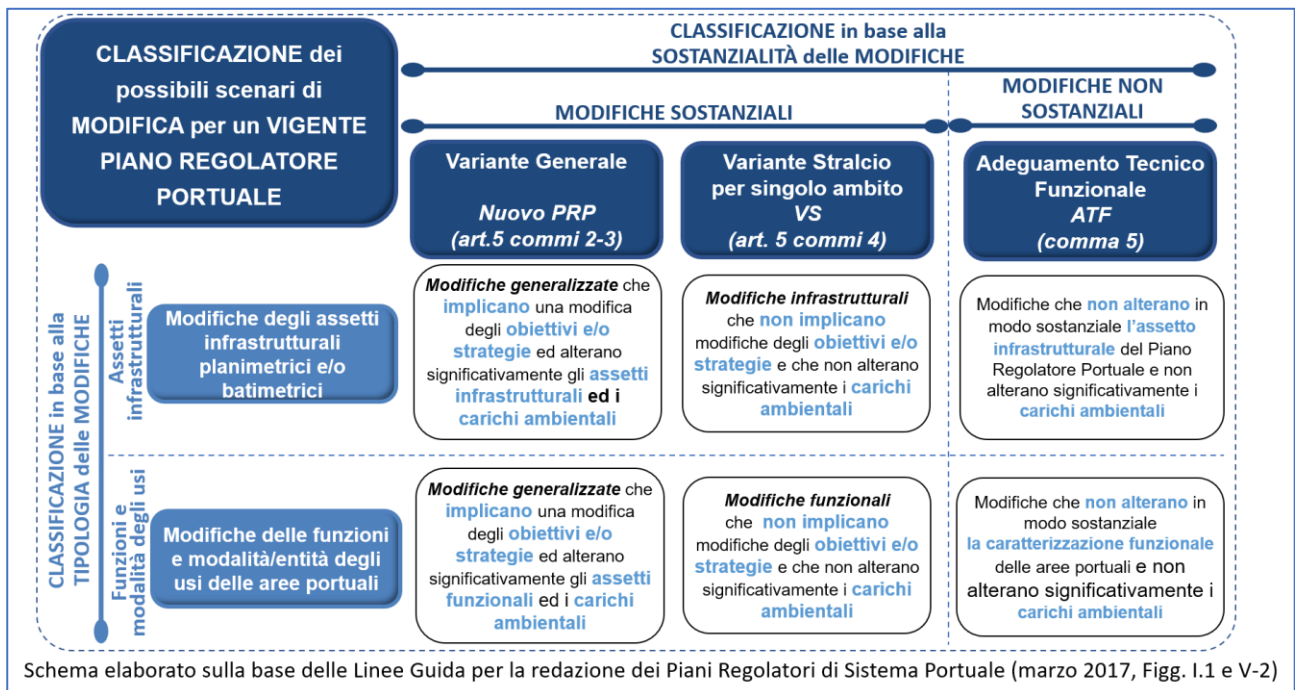 CLASSIFICAZIONE dei
possibili scenari di
MODIFICA per un VIGENTE
PIANO REGOLATORE
PORTUALE
CLASSIFICAZIONE in base alla
SOSTANZIALITÀ delle MODIFICHE
MODIFICHE SOSTANZIALI
MODIFICHE NON
SOSTANZIALI
Variante Generale
Nuovo PRP
(art.5 commi 2-3)
Variante Stralcio
per singolo ambito
VS
(art. 5 commi 4)
Adeguamento Tecnico
Funzionale
ATF
(comma 5)
CLASSIFICAZIONE in base alla
TIPOLOGIA delle MODIFICHE
Assetti
infrastrutturali
Modifiche degli assetti
infrastrutturali
planimetrici e/o
batimetrici
Modifiche generalizzate che
implicano una modifica
degli obiettivi e/o
strategie ed alterano
significativamente gli assetti
infrastrutturali ed i
carichi ambientali
Modifiche infrastrutturali
che non implicano
modifiche degli obiettivi e/o
strategie e che non alterano
significativamente i carichi
ambientali
Modifiche che non alterano in
modo sostanziale l'assetto
infrastrutturale del Piano
Regolatore Portuale e non
alterano significativamente i
carichi ambientali
Funzioni e
modalità degli usi
Modifiche delle funzioni
e modalità/entità degli
usi delle aree portuali
Modifiche generalizzate che
implicano una modifica
degli obiettivi e/o
strategie ed alterano
significativamente gli assetti
funzionali ed i carichi
ambientali
Modifiche funzionali
che non implicano
modifiche degli obiettivi e/o
strategie e che non alterano
significativamente i carichi
ambientali
Modifiche che non alterano in
modo sostanziale
la caratterizzazione funzionale
delle aree portuali e non
alterano significativamente i
carichi ambientali
Schema elaborato sulla base delle Linee Guida per la redazione dei Piani Regolatori di Sistema Portuale (marzo 2017, Figg. I.1 e V-2)